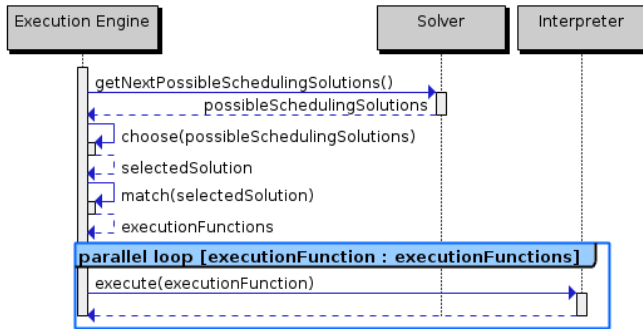 Execution Engine
Solver
Interpreter
getNextPossibleSchedulingSolutions()
possibleSchedulingSolutions
choose(possibleSchedulingSolutions)
selectedSolution
match(selectedSolution)
executionFunctions
parallel loop [executionFunction : executionFunctions]
execute(executionFunction)